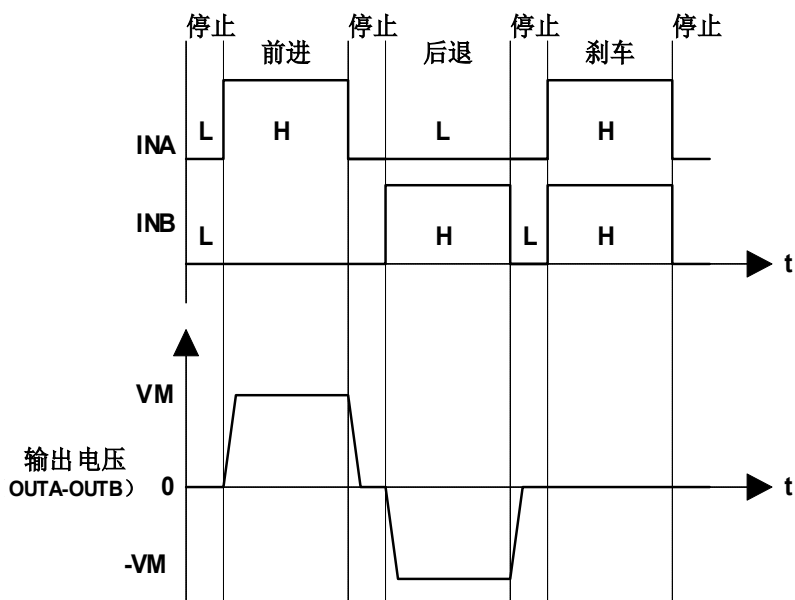 停止 停止 停止 停止
前进 后退 刹车
INA L H L H
INB L H L H
t
VM
输出电压
OUTA-OUTB） 0 t
-VM